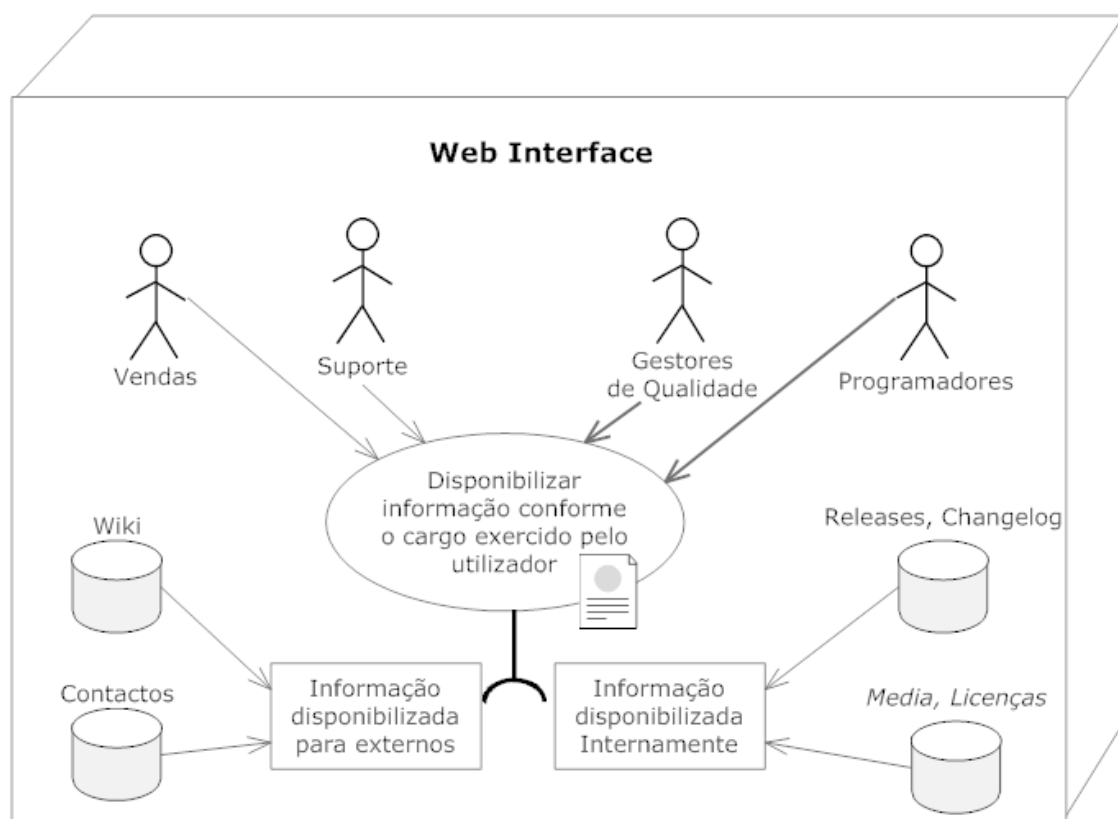 Web Interface
Vendas
Suporte
Gestores
de Qualidade
Programadores
Disponibilizar
informação conforme
o cargo exercido pelo
utilizador
Wiki
Releases, Changelog
Contactos
Informação
disponibilizada
para externos
Informação
disponibilizada
Internamente
Media, Licenças